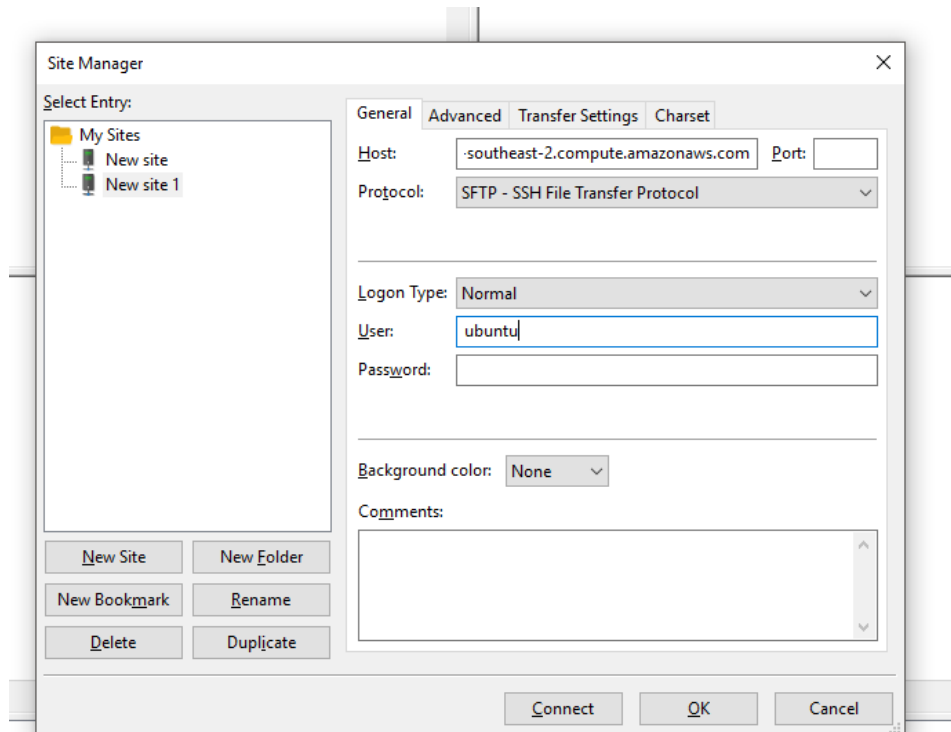 Site Manager
Select Entry:
My Sites
New site
New site 1
New Site New Folder
New Bookmark Rename
Delete Duplicate
General Advanced Transfer Settings Charset
Host: -southeast-2.compute.amazonaws.com Port:
Protocol: SFTP - SSH File Transfer Protocol
Logon Type: Normal
User: ubuntu
Password:
Background color: None
Comments:
Connect OK Cancel